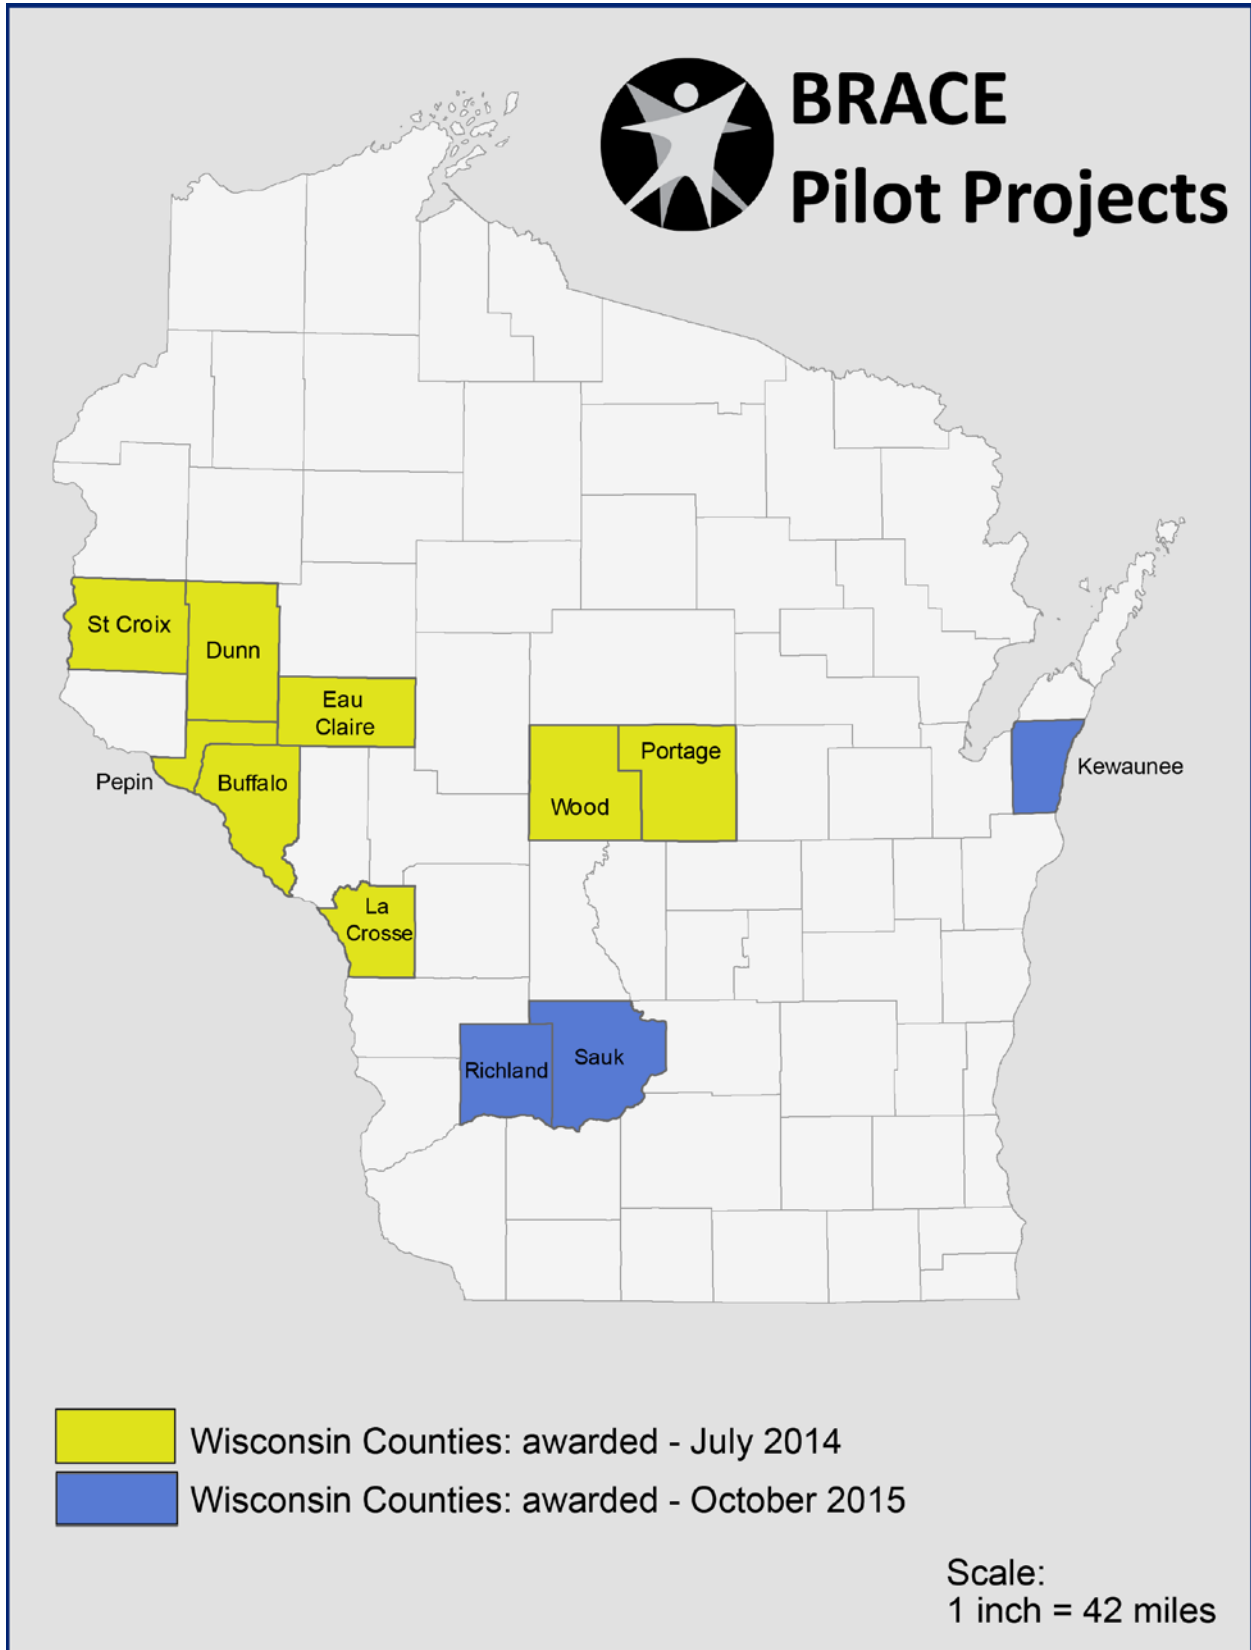 BRACE
Pilot Projects
St Croix
Dunn
Eau
Claire
Pepin
Buffalo
Portage
Wood
Kewaunee
La
Crosse
Richland
Sauk
Wisconsin Counties: awarded - July 2014
Wisconsin Counties: awarded - October 2015
Scale:
1 inch = 42 miles